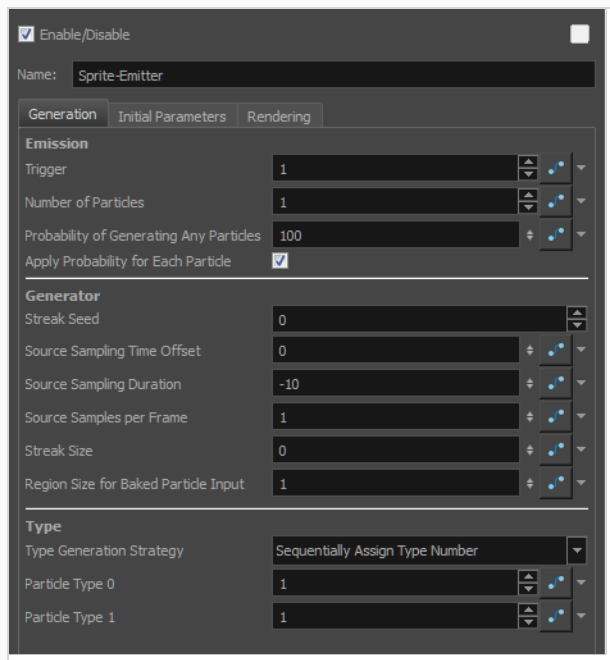 Enable/Disable
Name: Sprite-Emitter
Generation Initial Parameters Rendering
Emission
Trigger 1
Number of Particles 1
Probability of Generating Any Particles 100
Apply Probability for Each Particle
Generator
Streak Seed 0
Source Sampling Time Offset 0
Source Sampling Duration -10
Source Samples per Frame 1
Streak Size 0
Region Size for Baked Particle Input 1
Type
Type Generation Strategy Sequentially Assign Type Number
Particle Type 0 1
Particle Type 1 1